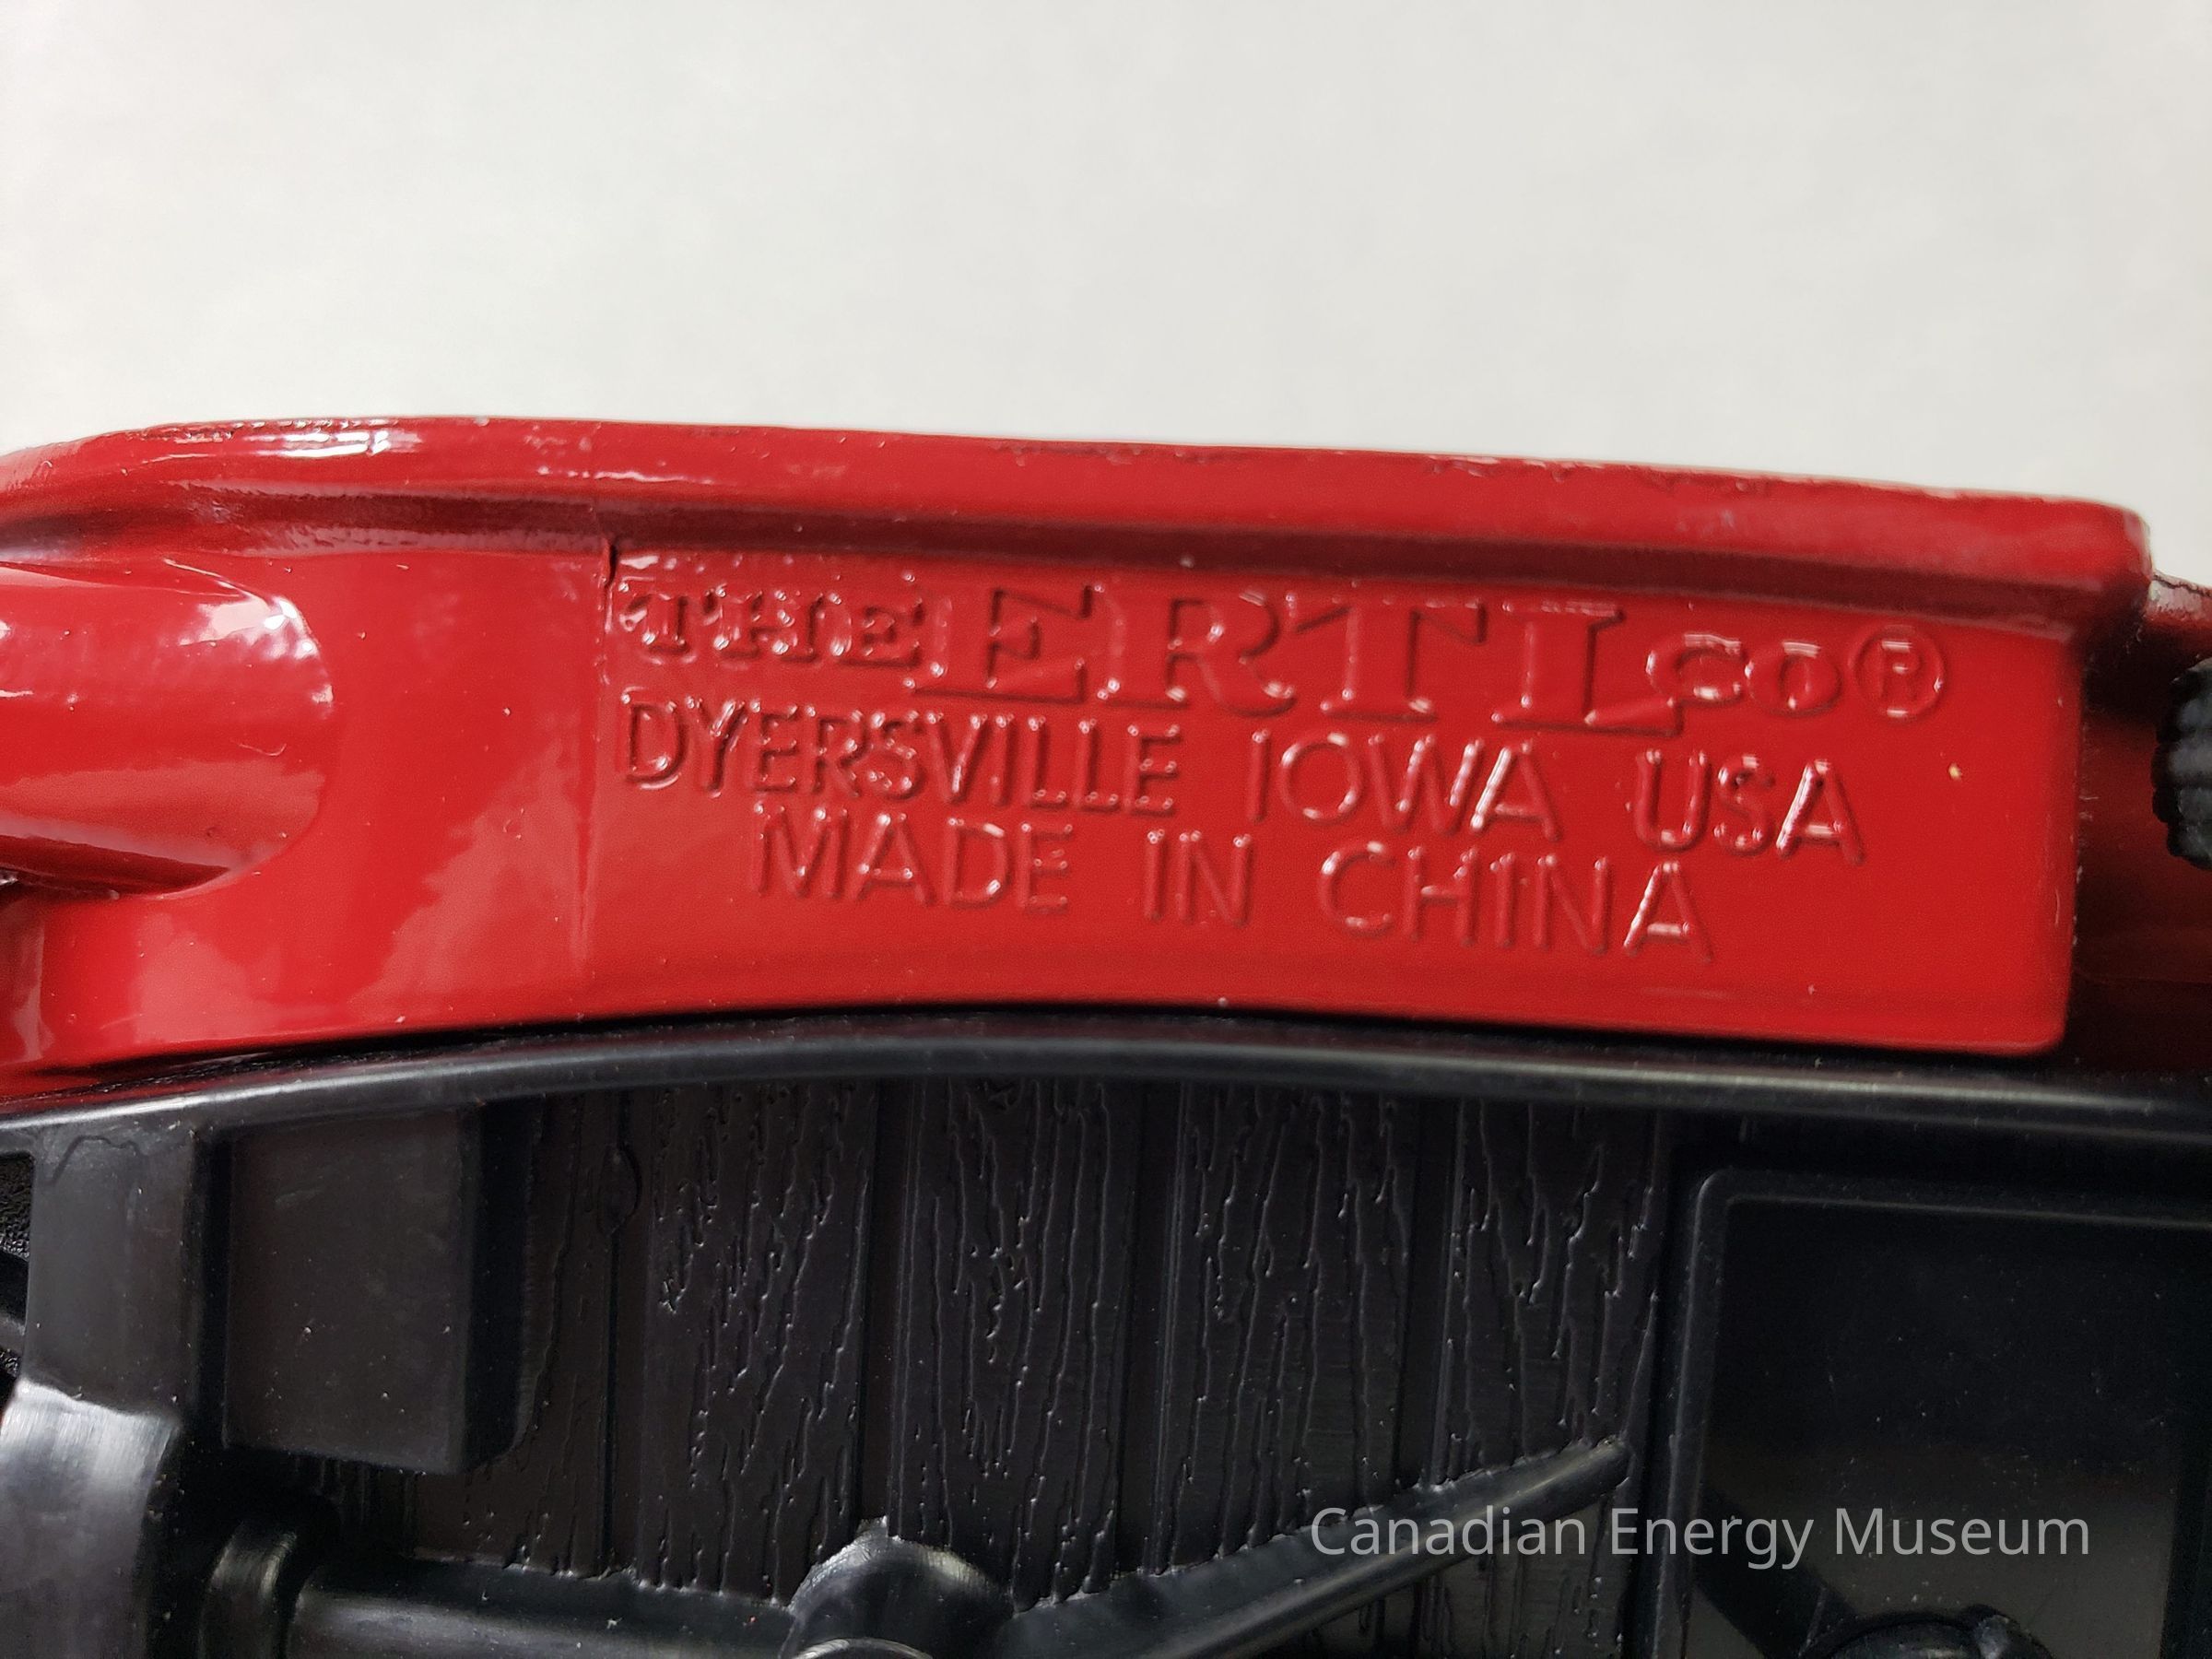 THE ERTL CO®
DYERSVILLE IOWA USA
MADE IN CHINA
Canadian Energy Museum